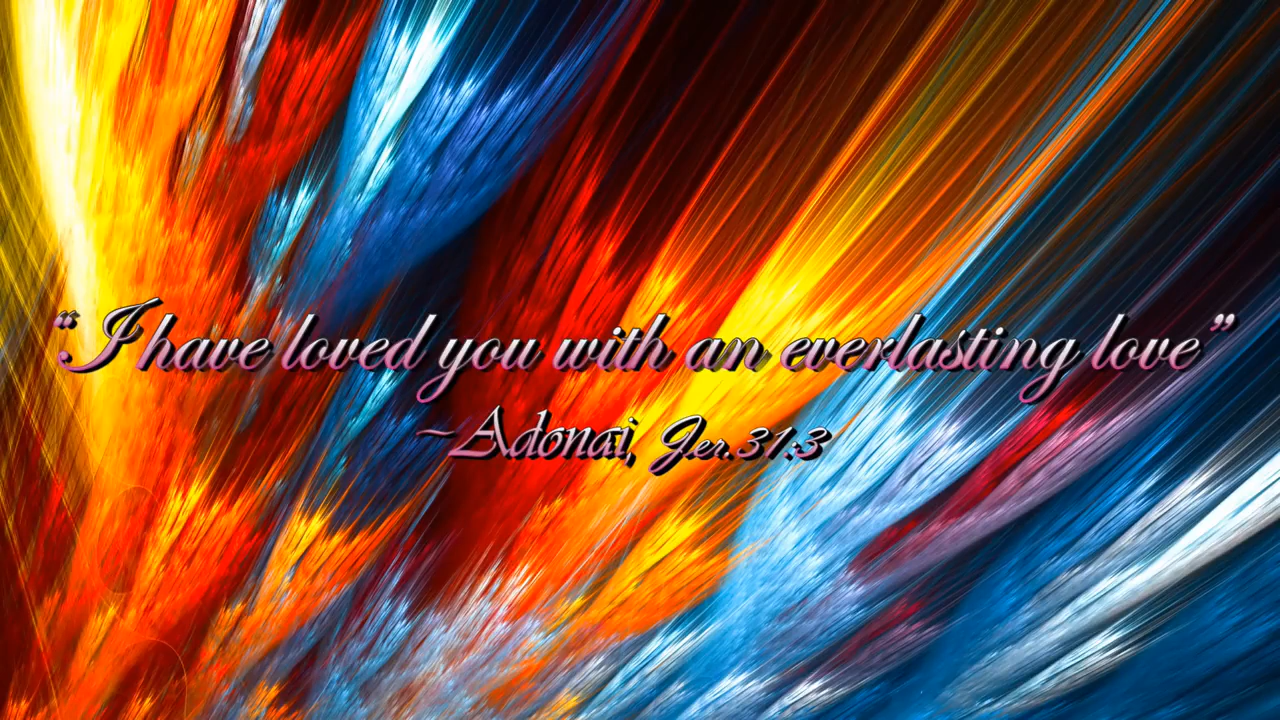 “I have loved you with an everlasting love”
~Adonai, Jer. 31:3